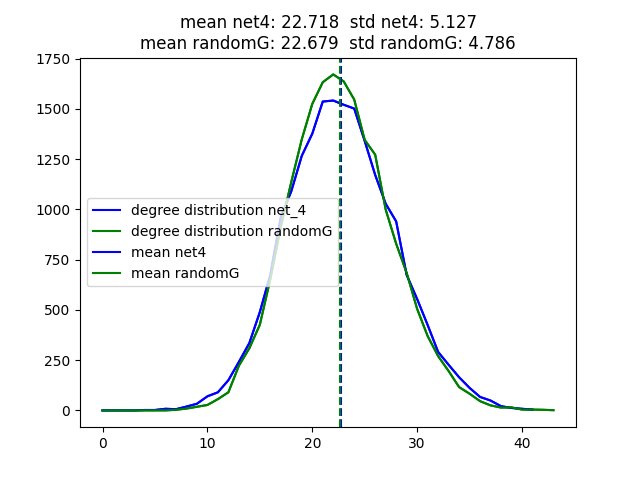 mean net4: 22.718  std net4: 5.127
mean randomG: 22.679  std randomG: 4.786
1750
1500
1250
1000
750
500
250
0
degree distribution net_4
degree distribution randomG
mean net4
mean randomG
0 10 20 30 40